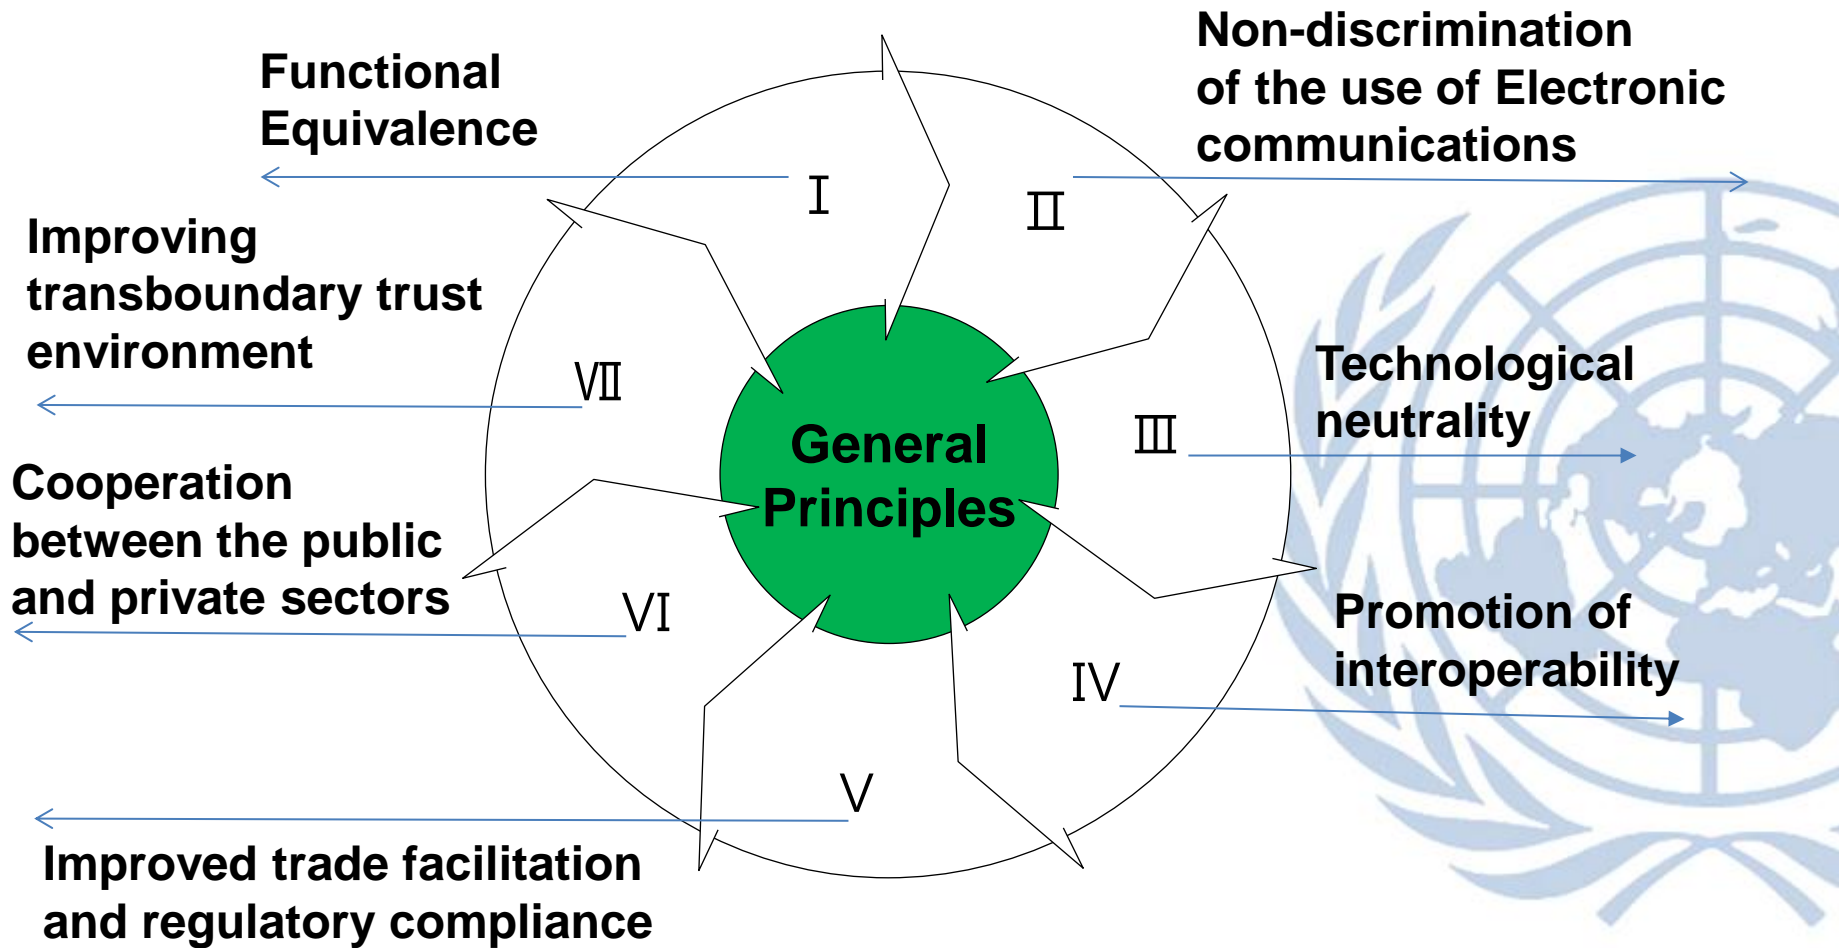 Functional
Equivalence
Non-discrimination
of the use of Electronic
communications
Ⅰ
Ⅱ
Improving
transboundary trust
environment
Ⅶ
Technological
neutrality
Ⅲ
General
Principles
Cooperation
between the public
and private sectors
Ⅵ
Promotion of
interoperability
Ⅳ
Ⅴ
Improved trade facilitation
and regulatory compliance